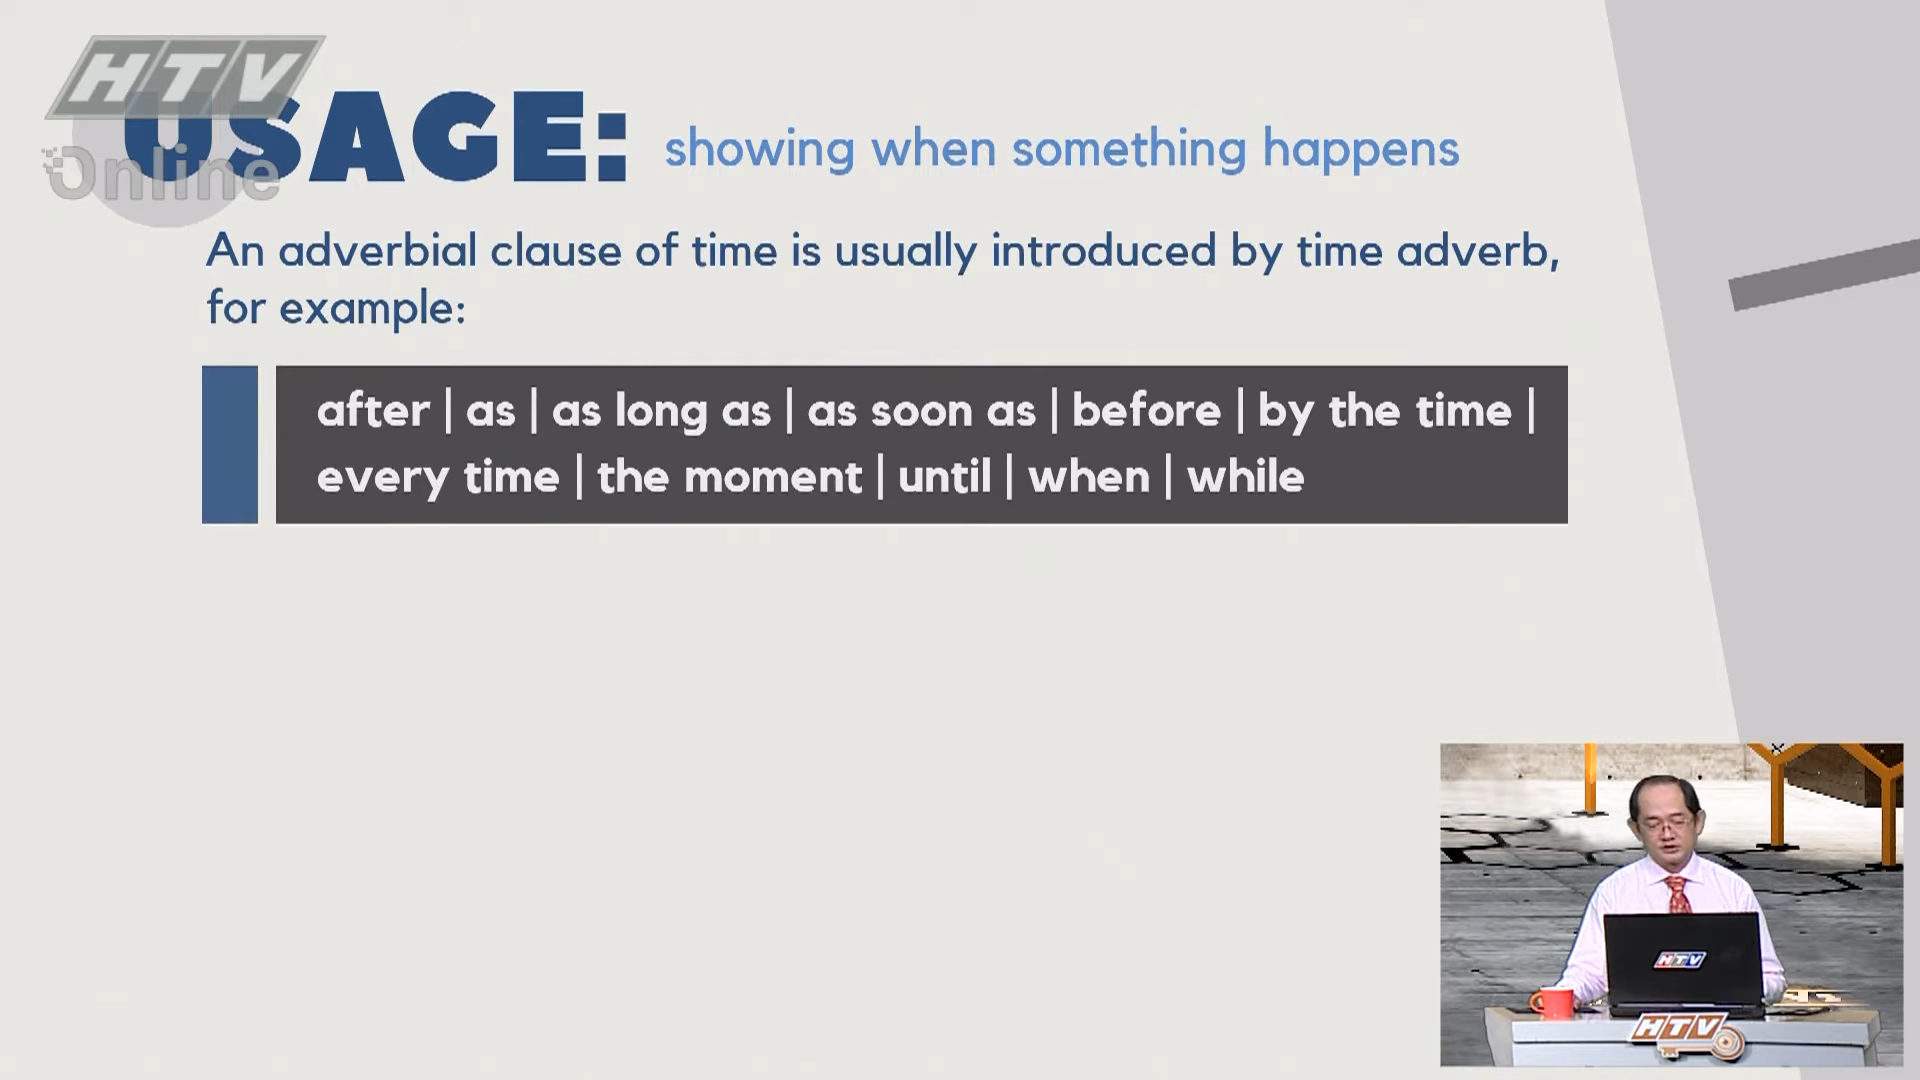 HTV
Online
USAGE: showing when something happens
An adverbial clause of time is usually introduced by time adverb,
for example:
after | as | as long as | as soon as | before | by the time |
every time | the moment | until | when | while
HTV
HTV